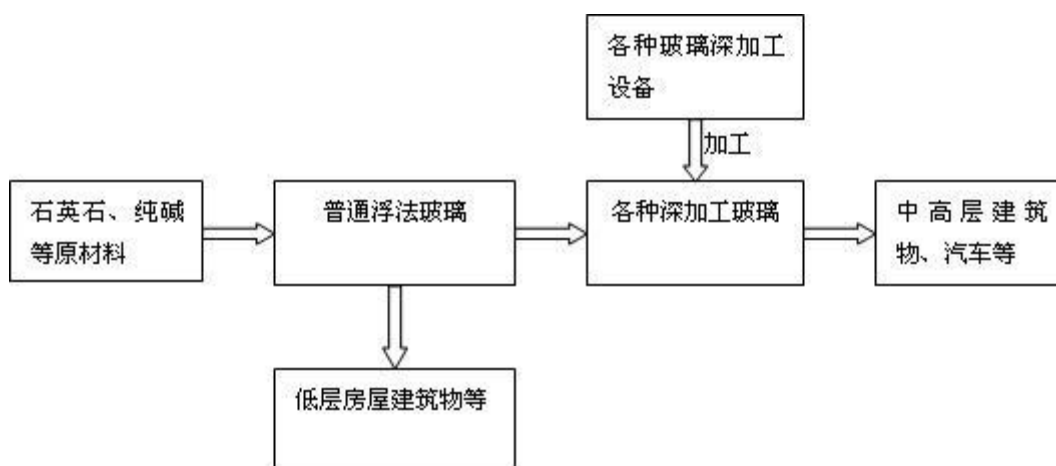 各种玻璃深加工
设备
加工
石英石、纯碱
等原材料
普通浮法玻璃
各种深加工玻璃
中高层建筑
物、汽车等
低层房屋建筑物等